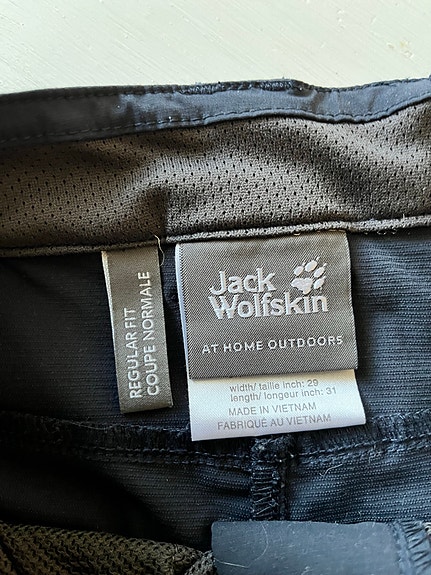 REGULAR FIT
COUPE NORMALE
Jack
Wolfskin
AT HOME OUTDOORS
width/ taille inch: 29
length/ longeur inch: 31
MADE IN VIETNAM
FABRIQUÉ AU VIETNAM